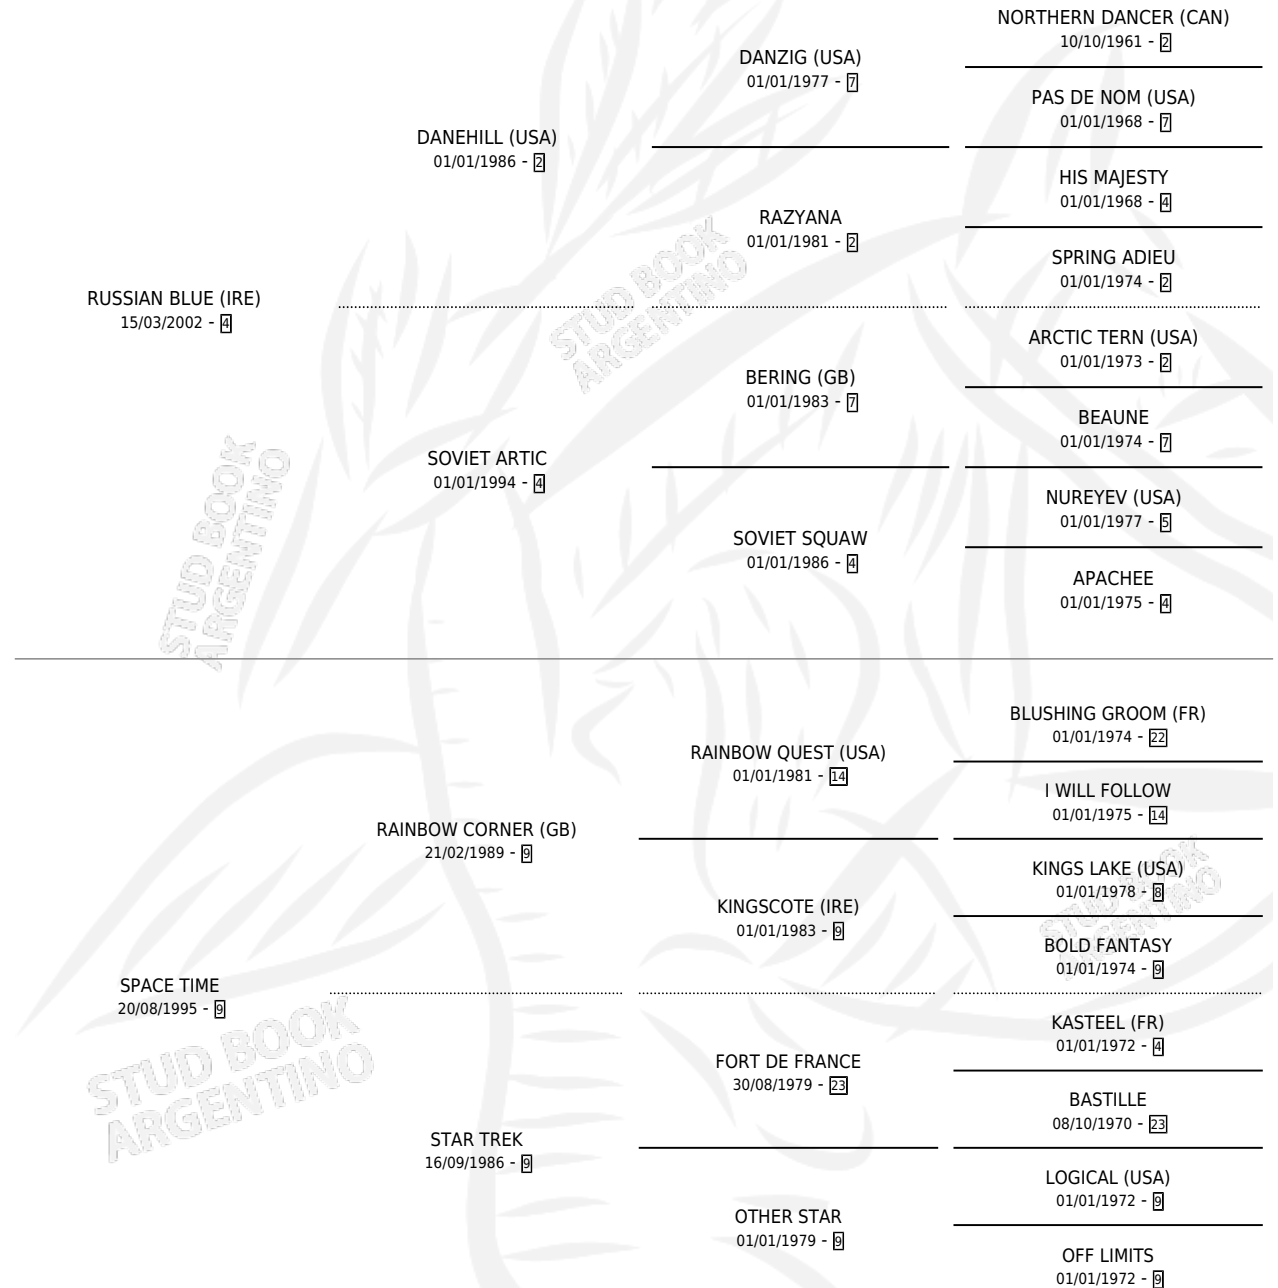 NORTHERN DANCER (CAN)
10/10/1961 - 2
DANZIG (USA)
01/01/1977 - 7
PAS DE NOM (USA)
01/01/1968 - 7
DANEHILL (USA)
01/01/1986 - 2
HIS MAJESTY
01/01/1968 - 4
RAZYANA
01/01/1981 - 2
SPRING ADIEU
01/01/1974 - 2
RUSSIAN BLUE (IRE)
15/03/2002 - 4
ARCTIC TERN (USA)
01/01/1973 - 2
BERING (GB)
01/01/1983 - 7
BEAUNE
01/01/1974 - 7
SOVIET ARTIC
01/01/1994 - 4
NUREYEV (USA)
01/01/1977 - 5
SOVIET SQUAW
01/01/1986 - 4
APACHEE
01/01/1975 - 4
STUD BOOK
ARGENTINO
STUD BOOK
ARGENTINO
BLUSHING GROOM (FR)
01/01/1974 - 22
RAINBOW QUEST (USA)
01/01/1981 - 14
I WILL FOLLOW
01/01/1975 - 14
RAINBOW CORNER (GB)
21/02/1989 - 9
KINGS LAKE (USA)
01/01/1978 - 8
KINGSCOTE (IRE)
01/01/1983 - 9
BOLD FANTASY
01/01/1974 - 9
SPACE TIME
20/08/1995 - 9
KASTEEL (FR)
01/01/1972 - 4
FORT DE FRANCE
30/08/1979 - 23
BASTILLE
08/10/1970 - 23
STAR TREK
16/09/1986 - 9
LOGICAL (USA)
01/01/1972 - 9
OTHER STAR
01/01/1979 - 9
OFF LIMITS
01/01/1972 - 9
STUD BOOK
ARGENTINO
STUD BOOK
ARGENTINO